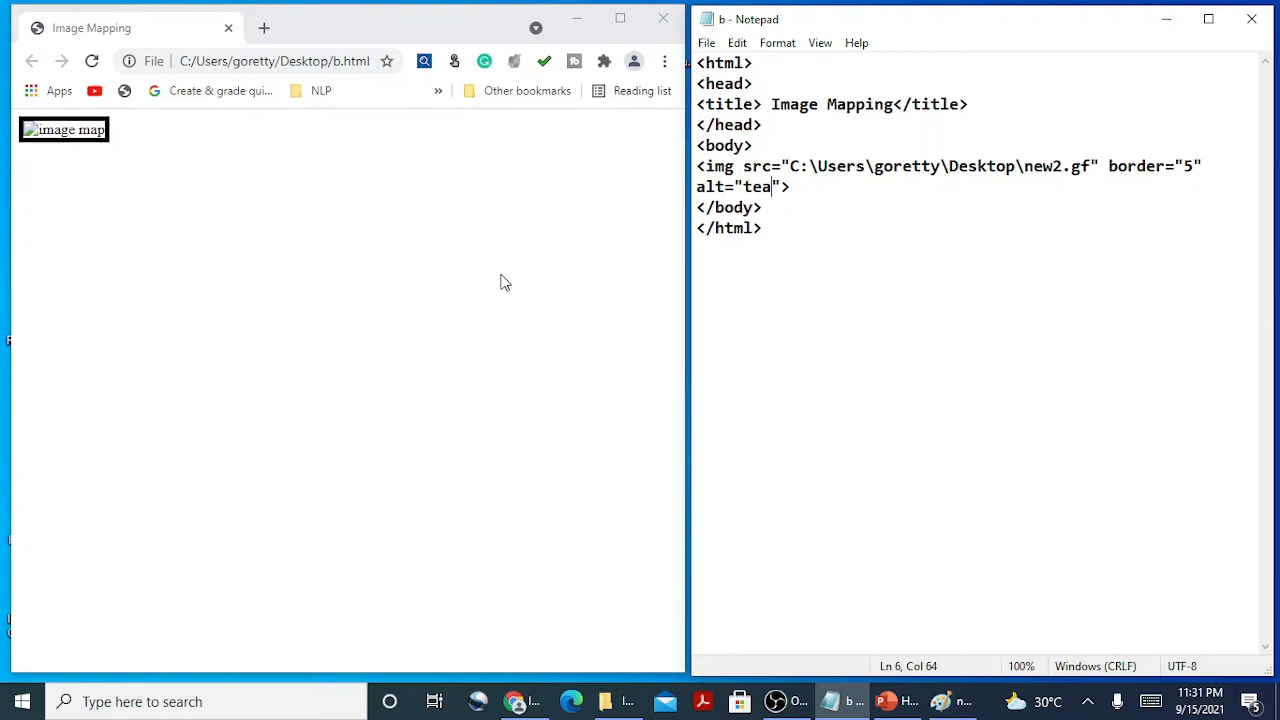 Image Mapping
File
C:/Users/goretty/Desktop/b.html
Apps
Create & grade qui...
NLP
»
Other bookmarks
Reading list
image map
b - Notepad
File Edit Format View Help
<html>
<head>
<title> Image Mapping</title>
</head>
<body>
<img src="C:\Users\goretty\Desktop\new2.gf" border="5"
alt="tea">
</body>
</html>
Ln 6, Col 64
100%
Windows (CRLF)
UTF-8
Type here to search
I...
I...
O...
b ...
H...
n...
30°C
11:31 PM
9/15/2021
5